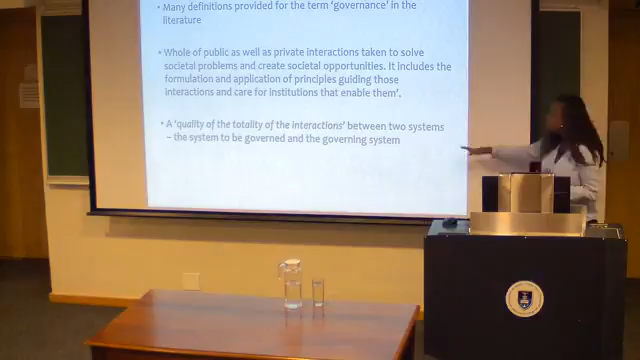 • Many definitions provided for the term 'governance' in the
literature
• Whole of public as well as private interactions taken to solve
societal problems and create societal opportunities. It includes the
formulation and application of principles guiding those
interactions and care for institutions that enable them'.
• A 'quality of the totality of the interactions' between two systems
– the system to be governed and the governing system